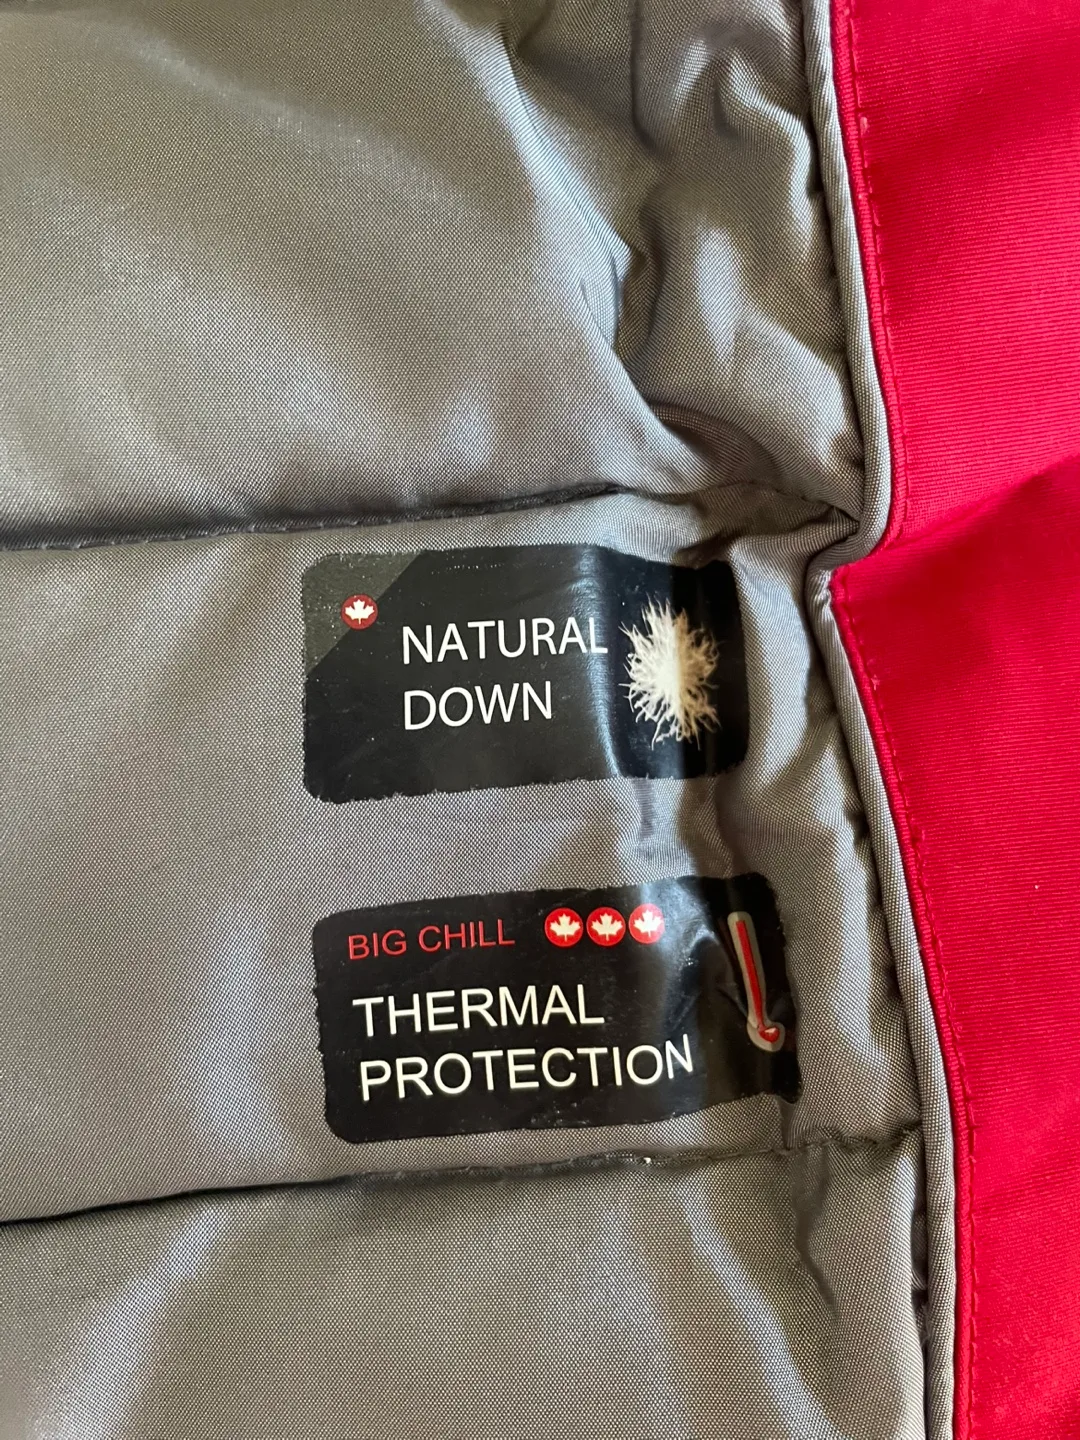 NATURAL
DOWN
BIG CHILL
THERMAL
PROTECTION